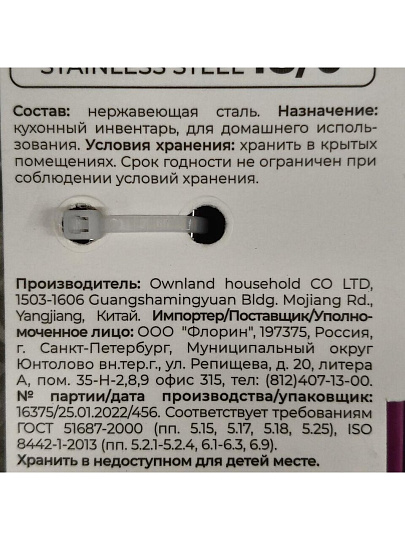 STAINLESS STEEL 18/0
Состав: нержавеющая сталь. Назначение:
кухонный инвентарь, для домашнего исполь-
зования. Условия хранения: хранить в крытых
помещениях. Срок годности не ограничен при
соблюдении условий хранения.
Производитель: Ownland household CO LTD,
1503-1606 Guangshamingyuan Bldg. Mojiang Rd.,
Yangjiang, Китай. Импортер/Поставщик/Уполно-
моченное лицо: ООО "Флорин", 197375, Россия,
г. Санкт-Петербург, Муниципальный округ
Юнтолово вн.тер.г., ул. Репищева, д. 20, литера
А, пом. 35-Н-2,8,9 офис 315, тел: (812)407-13-00.
№ партии/дата производства/упаковщик:
16375/25.01.2022/456. Соответствует требованиям
ГОСТ 51687-2000 (пп. 5.15, 5.17, 5.18, 5.25), ISO
8442-1-2013 (пп. 5.2.1-5.2.4, 6.1-6.3, 6.9).
Хранить в недоступном для детей месте.